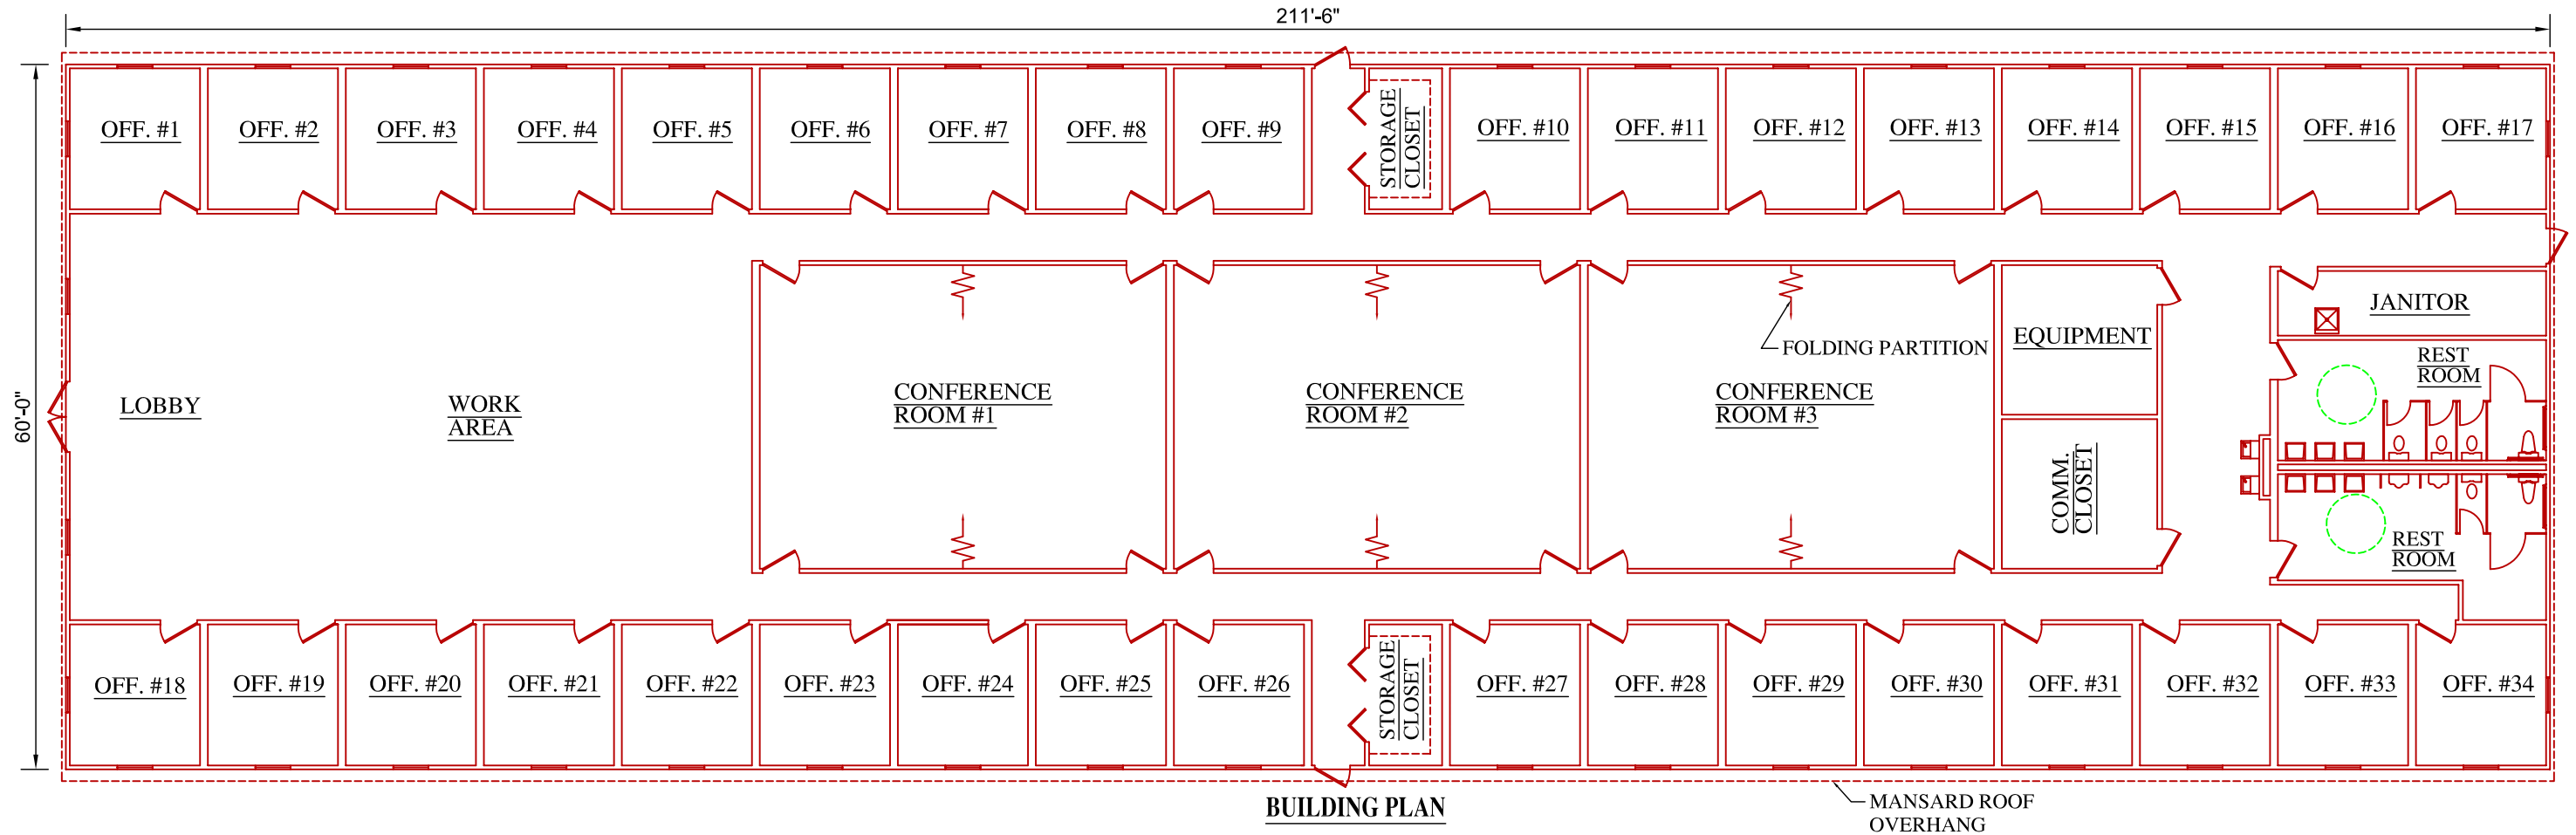 211'-6"
60'-0"
OFF. #1
OFF. #2
OFF. #3
OFF. #4
OFF. #5
OFF. #6
OFF. #7
OFF. #8
OFF. #9
STORAGE
CLOSET
OFF. #10
OFF. #11
OFF. #12
OFF. #13
OFF. #14
OFF. #15
OFF. #16
OFF. #17
LOBBY
WORK
AREA
CONFERENCE
ROOM #1
CONFERENCE
ROOM #2
FOLDING PARTITION
CONFERENCE
ROOM #3
EQUIPMENT
COMM.
CLOSET
JANITOR
REST
ROOM
REST
ROOM
OFF. #18
OFF. #19
OFF. #20
OFF. #21
OFF. #22
OFF. #23
OFF. #24
OFF. #25
OFF. #26
STORAGE
CLOSET
OFF. #27
OFF. #28
OFF. #29
OFF. #30
OFF. #31
OFF. #32
OFF. #33
OFF. #34
BUILDING PLAN
MANSARD ROOF
OVERHANG